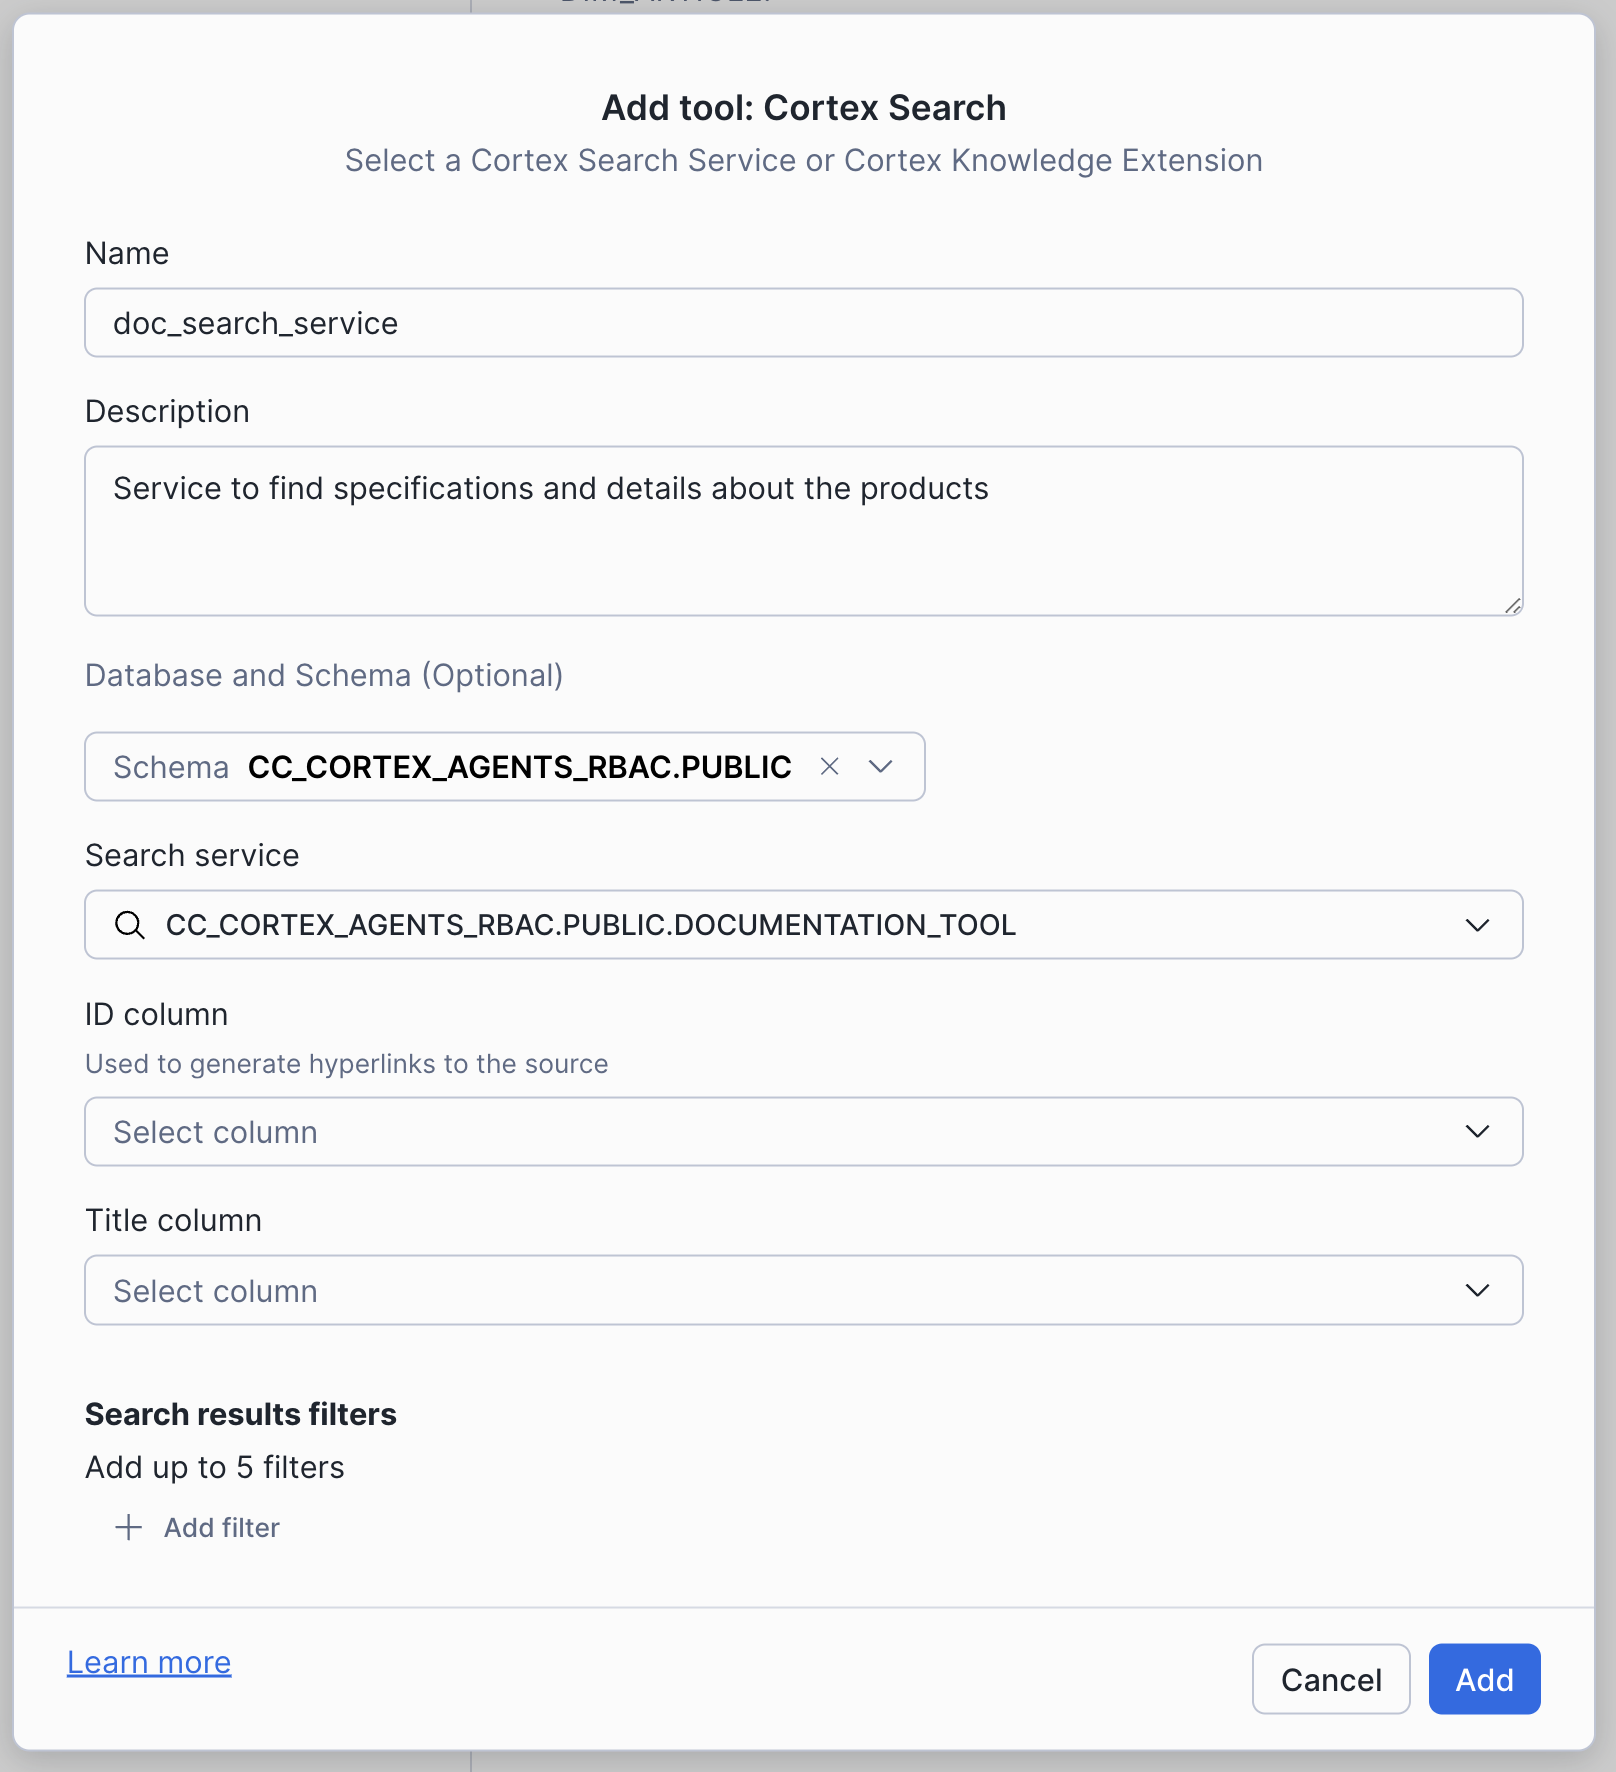 Add tool: Cortex Search
Select a Cortex Search Service or Cortex Knowledge Extension
Name
doc_search_service
Description
Service to find specifications and details about the products
Database and Schema (Optional)
Schema CC_CORTEX_AGENTS_RBAC.PUBLIC
Search service
CC_CORTEX_AGENTS_RBAC.PUBLIC.DOCUMENTATION_TOOL
ID column
Used to generate hyperlinks to the source
Select column
Title column
Select column
Search results filters
Add up to 5 filters
Add filter
Learn more
Cancel
Add